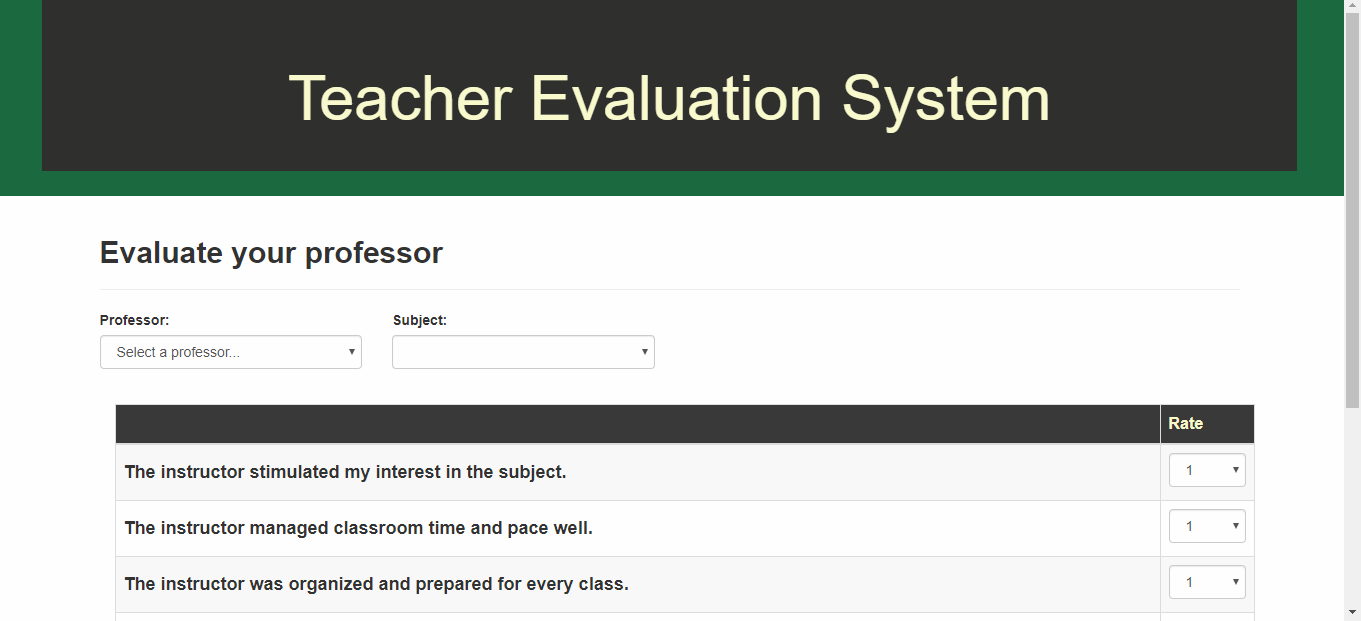 Teacher Evaluation System
Evaluate your professor
Professor: Subject:
Select a professor...
Rate
The instructor stimulated my interest in the subject. 1
The instructor managed classroom time and pace well. 1
The instructor was organized and prepared for every class. 1